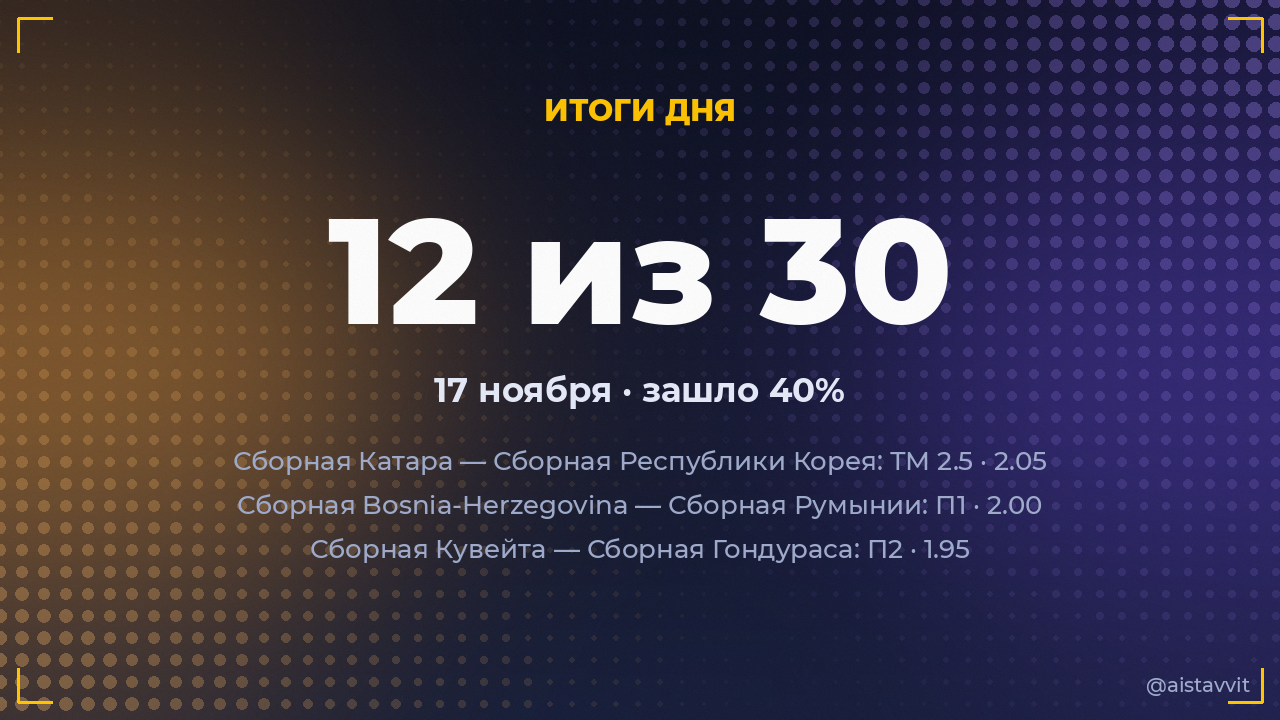 ИТОГИ ДНЯ
12 из 30
17 ноября · зашло 40%
Сборная Катара — Сборная Республики Корея: ТМ 2.5 · 2.05
Сборная Bosnia-Herzegovina — Сборная Румынии: П1 · 2.00
Сборная Кувейта — Сборная Гондураса: П2 · 1.95
@aistavvit